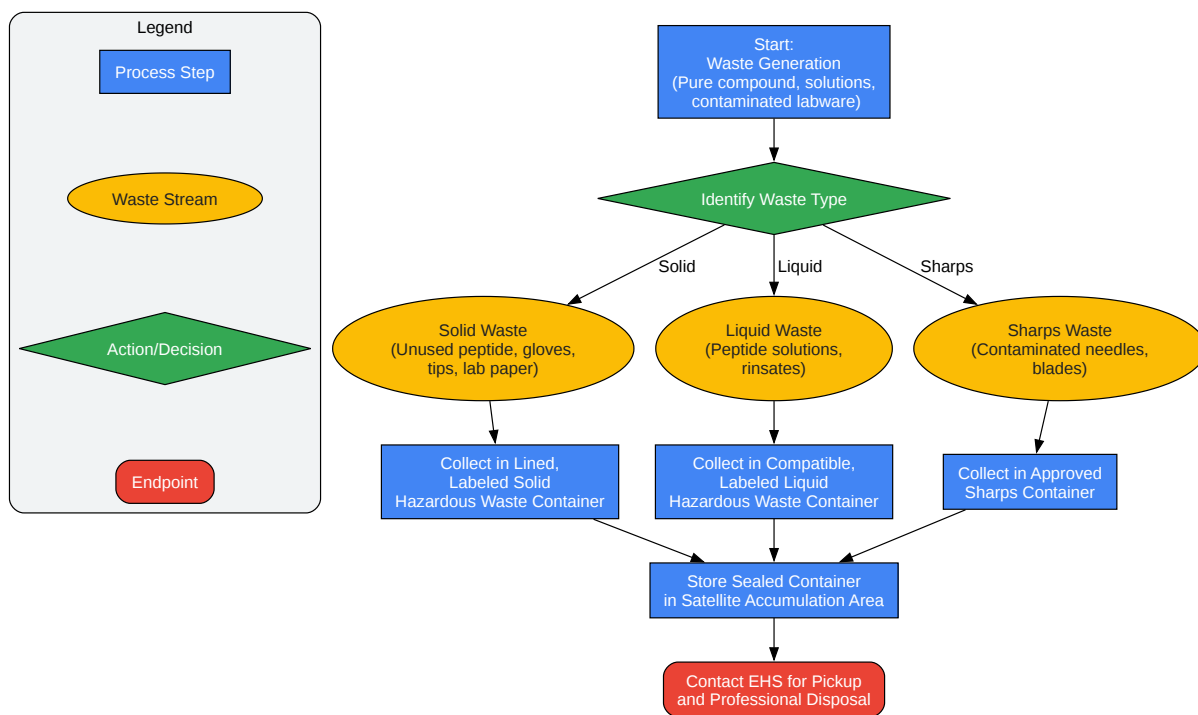 Legend
Process Step
Waste Stream
Action/Decision
Endpoint
Start:
Waste Generation
(Pure compound, solutions,
contaminated labware)
Identify Waste Type
Solid
Liquid
Sharps
Solid Waste
(Unused peptide, gloves,
tips, lab paper)
Liquid Waste
(Peptide solutions,
rinsates)
Sharps Waste
(Contaminated needles,
blades)
Collect in Lined,
Labeled Solid
Hazardous Waste Container
Collect in Compatible,
Labeled Liquid
Hazardous Waste Container
Collect in Approved
Sharps Container
Store Sealed Container
in Satellite Accumulation Area
Contact EHS for Pickup
and Professional Disposal